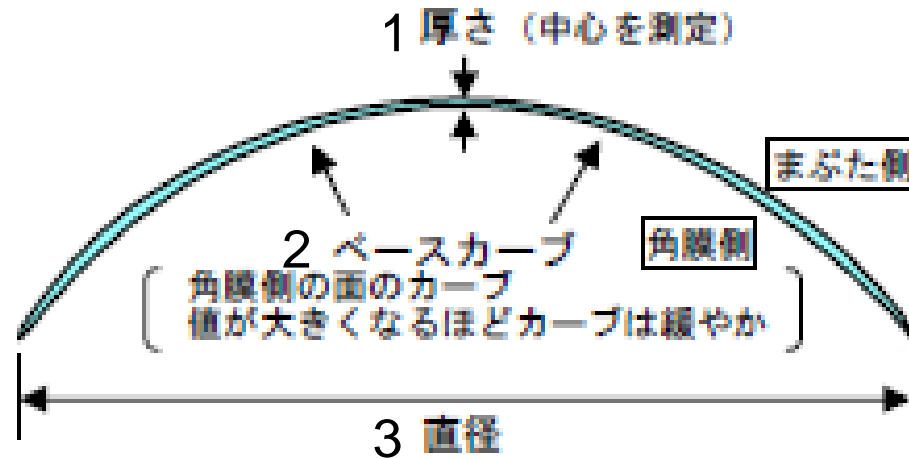 1 厚さ（中心を測定）
まぶた側
2 ベースカーブ
角膜側
角膜側の面のカーブ
値が大きくなるほどカーブは緩やか
3 直径